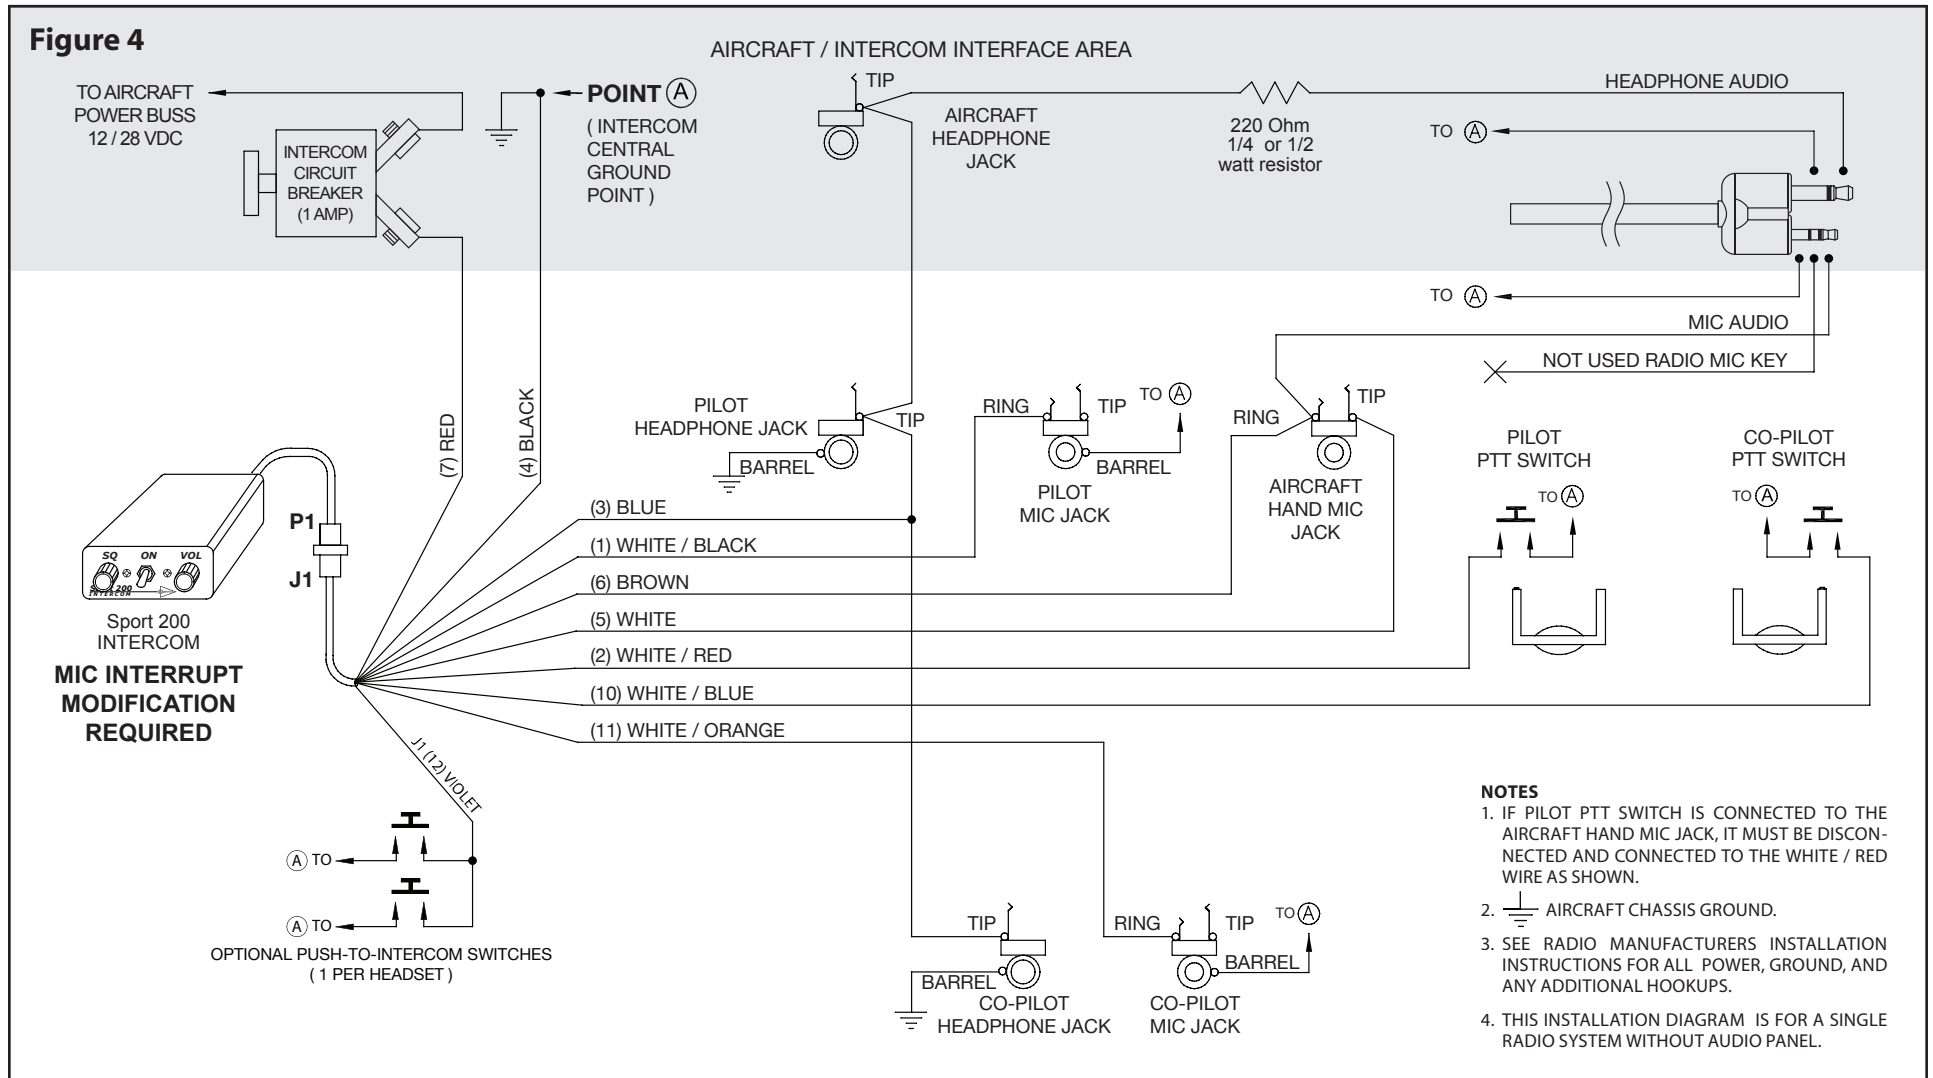 Figure 4
AIRCRAFT / INTERCOM INTERFACE AREA
TO AIRCRAFT
POWER BUSS
12 / 28 VDC
INTERCOM
CIRCUIT
BREAKER
(1 AMP)
POINT A
( INTERCOM
CENTRAL
GROUND
POINT )
TIP
AIRCRAFT
HEADPHONE
JACK
220 Ohm
1/4 or 1/2
watt resistor
HEADPHONE AUDIO
TO A
TO A
MIC AUDIO
NOT USED RADIO MIC KEY
(7) RED
(4) BLACK
PILOT
HEADPHONE JACK
TIP
BARREL
RING
TIP
TO A
BARREL
PILOT
MIC JACK
RING
TIP
AIRCRAFT
HAND MIC
JACK
PILOT
PTT SWITCH
TO A
CO-PILOT
PTT SWITCH
TO A
P1
J1
SQ
ON
VOL
200
INTERCOM
Sport 200
INTERCOM
MIC INTERRUPT
MODIFICATION
REQUIRED
(3) BLUE
(1) WHITE / BLACK
(6) BROWN
(5) WHITE
(2) WHITE / RED
(10) WHITE / BLUE
(11) WHITE / ORANGE
J1 (12) VIOLET
A TO
A TO
OPTIONAL PUSH-TO-INTERCOM SWITCHES
( 1 PER HEADSET )
TIP
BARREL
CO-PILOT
HEADPHONE JACK
RING
TIP
TO A
BARREL
CO-PILOT
MIC JACK
NOTES
1. IF PILOT PTT SWITCH IS CONNECTED TO THE
AIRCRAFT HAND MIC JACK, IT MUST BE DISCON-
NECTED AND CONNECTED TO THE WHITE / RED
WIRE AS SHOWN.
2. AIRCRAFT CHASSIS GROUND.
3. SEE RADIO MANUFACTURERS INSTALLATION
INSTRUCTIONS FOR ALL POWER, GROUND, AND
ANY ADDITIONAL HOOKUPS.
4. THIS INSTALLATION DIAGRAM IS FOR A SINGLE
RADIO SYSTEM WITHOUT AUDIO PANEL.